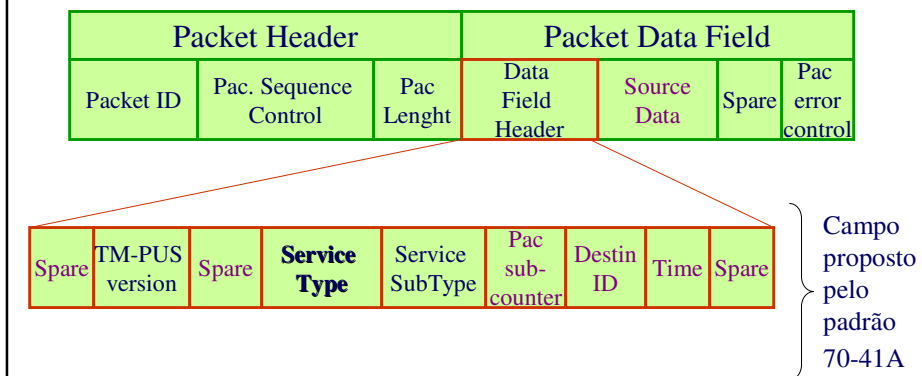 Packet Header
Packet Data Field
Packet ID
Pac. Sequence
Control
Pac
Lenght
Data
Field
Header
Source
Data
Spare
Pac
error
control
Spare
TM-PUS
version
Spare
Service
Type
Service
SubType
Pac
sub-
counter
Destin
ID
Time
Spare
Campo
proposto
pelo
padrão
70-41A